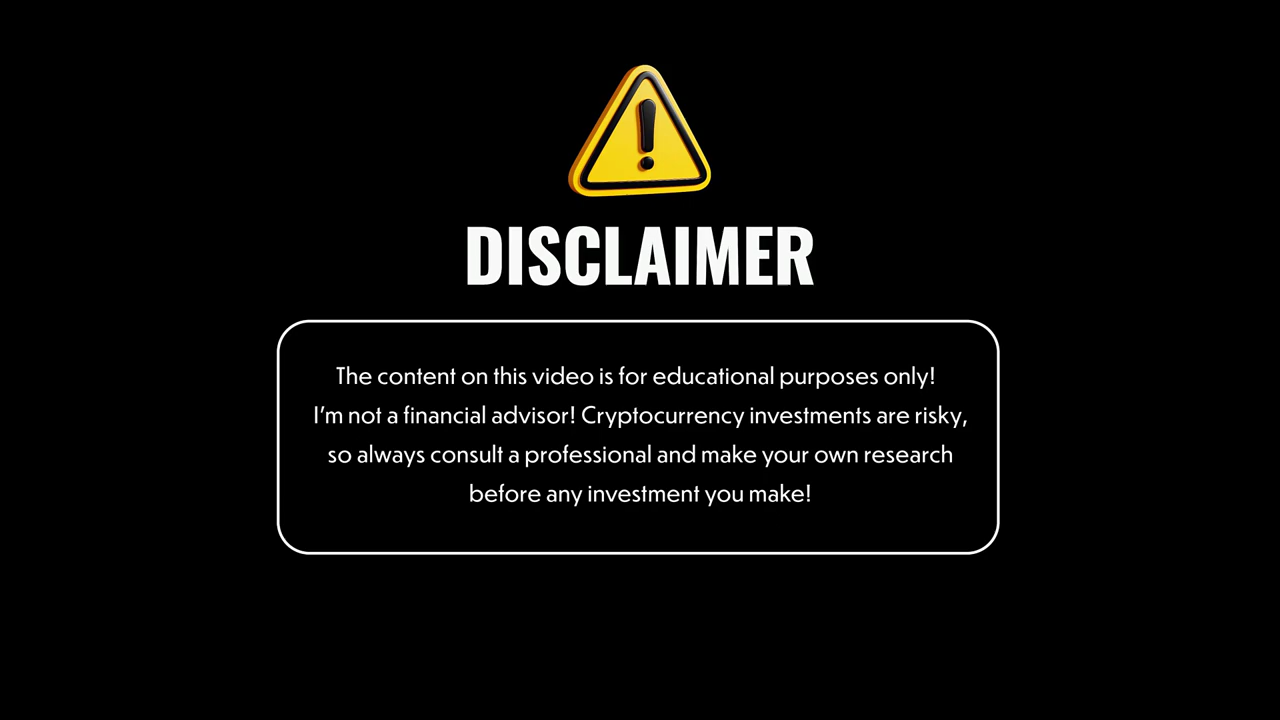 DISCLAIMER
The content on this video is for educational purposes only!
I'm not a financial advisor! Cryptocurrency investments are risky,
so always consult a professional and make your own research
before any investment you make!